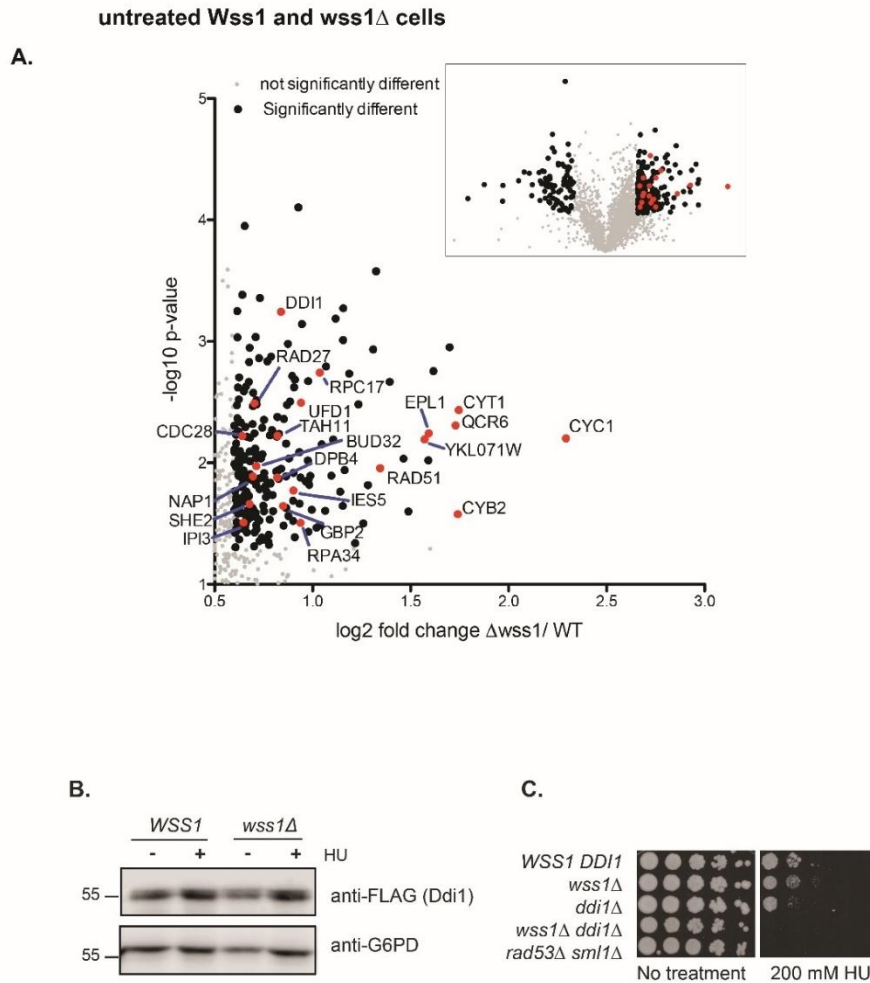 untreated Wss1 and wss1Δ cells
A.
not significantly different
Significantly different
5
4
3
2
1
-log10 p-value
DDI1
RAD27
RPC17
UFD1
TAH11
CDC28
BUD32
DPB4
EPL1
CYT1
QCR6
CYC1
YKL071W
RAD51
NAP1
IES5
CYB2
SHE2
GBP2
IPI3
RPA34
0.5 1.0 1.5 2.0 2.5 3.0
log2 fold change Δwss1/ WT
B.
WSS1 wss1Δ
- + - + HU
55 anti-FLAG (Ddi1)
55 anti-G6PD
C.
WSS1 DDI1
wss1Δ
ddi1Δ
wss1Δ ddi1Δ
rad53Δ sml1Δ
No treatment 200 mM HU